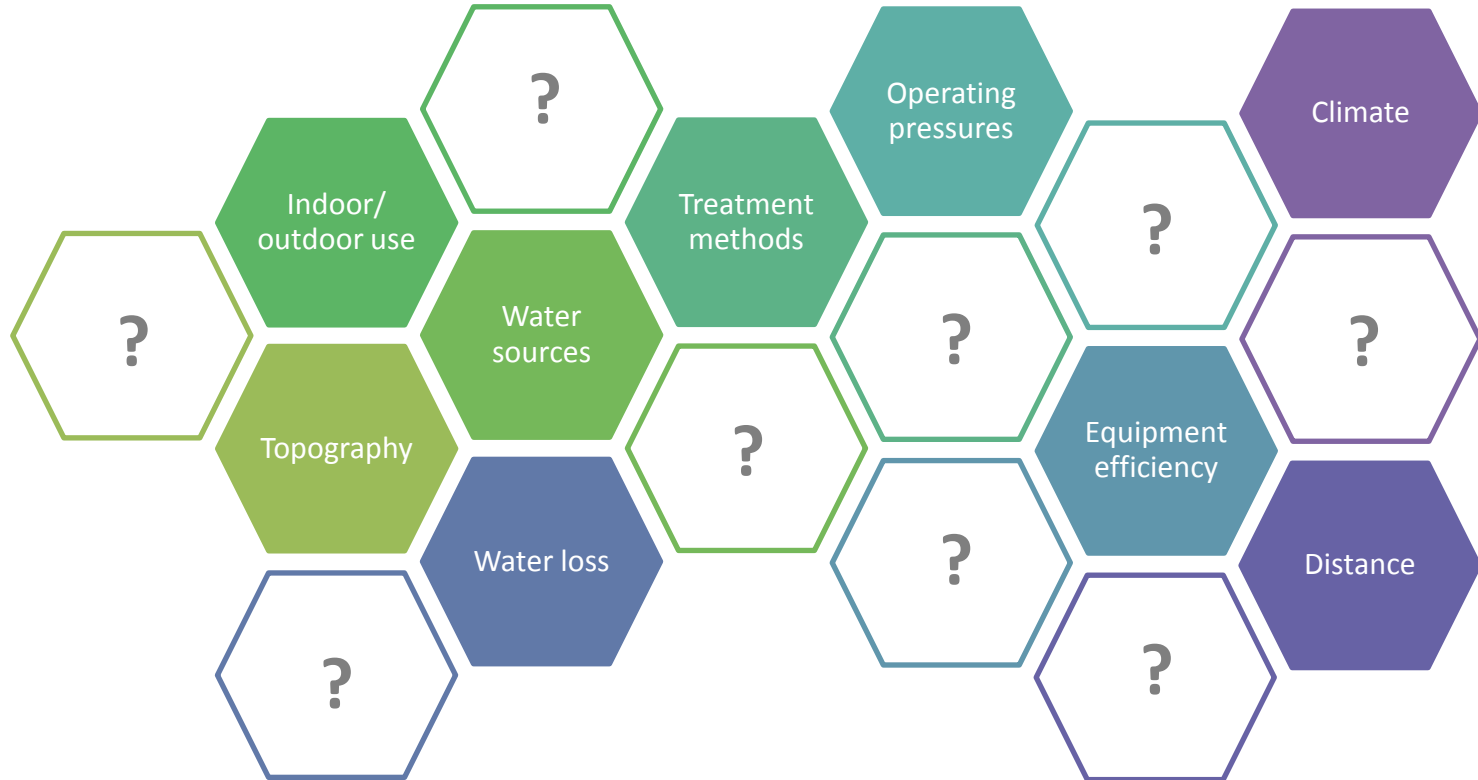 ?
Operating
pressures
Climate
Indoor/
outdoor use
Treatment
methods
?
?
Water
sources
?
?
Topography
?
Equipment
efficiency
Water loss
?
Distance
?
?